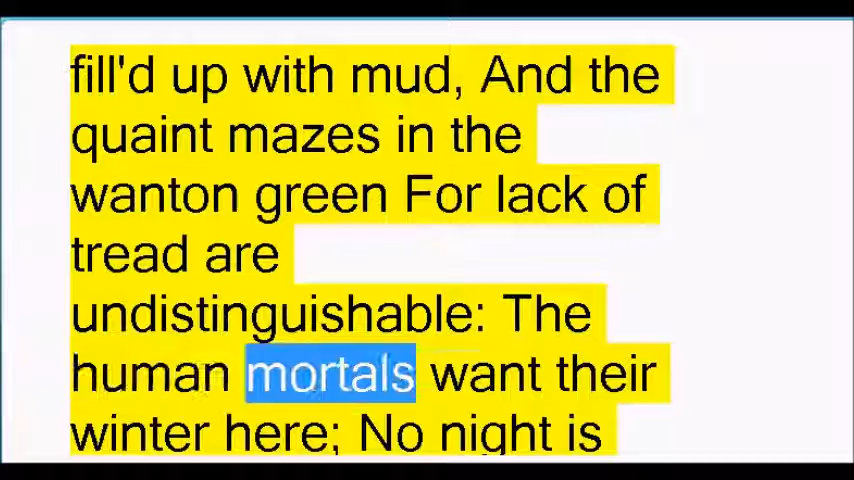 fill'd up with mud, And the
quaint mazes in the
wanton green For lack of
tread are
undistinguishable: The
human mortals want their
winter here; No night is